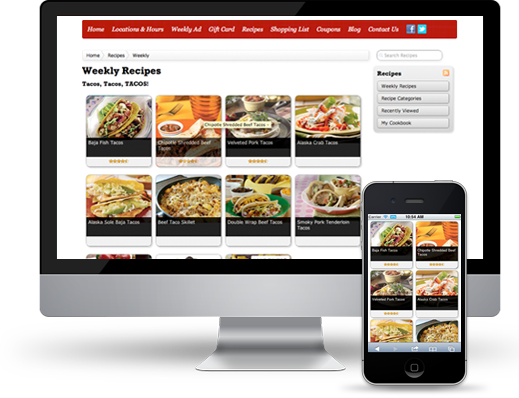 Home Locations & Hours Weekly Ad Gift Card Recipes Shopping List Coupons Blog Contact Us
Home Recipes Weekly
Search Recipes
Weekly Recipes
Tacos, Tacos, TACOS!
Baja Fish Tacos
Chipotle Shredded Beef Tacos
Chipotle Shredded Beef Tacos
Velveted Pork Tacos
Alaska Crab Tacos
Alaska Sole Baja Tacos
Beef Taco Skillet
Double Wrap Beef Tacos
Smoky Pork Tenderloin Tacos
Recipes
Weekly Recipes
Recipe Categories
Recently Viewed
My Cookbook
Carrier 10:54 AM
Baja Fish Tacos
Chipotle Shredded Beef Tacos
Velveted Pork Tacos
Alaska Crab Tacos